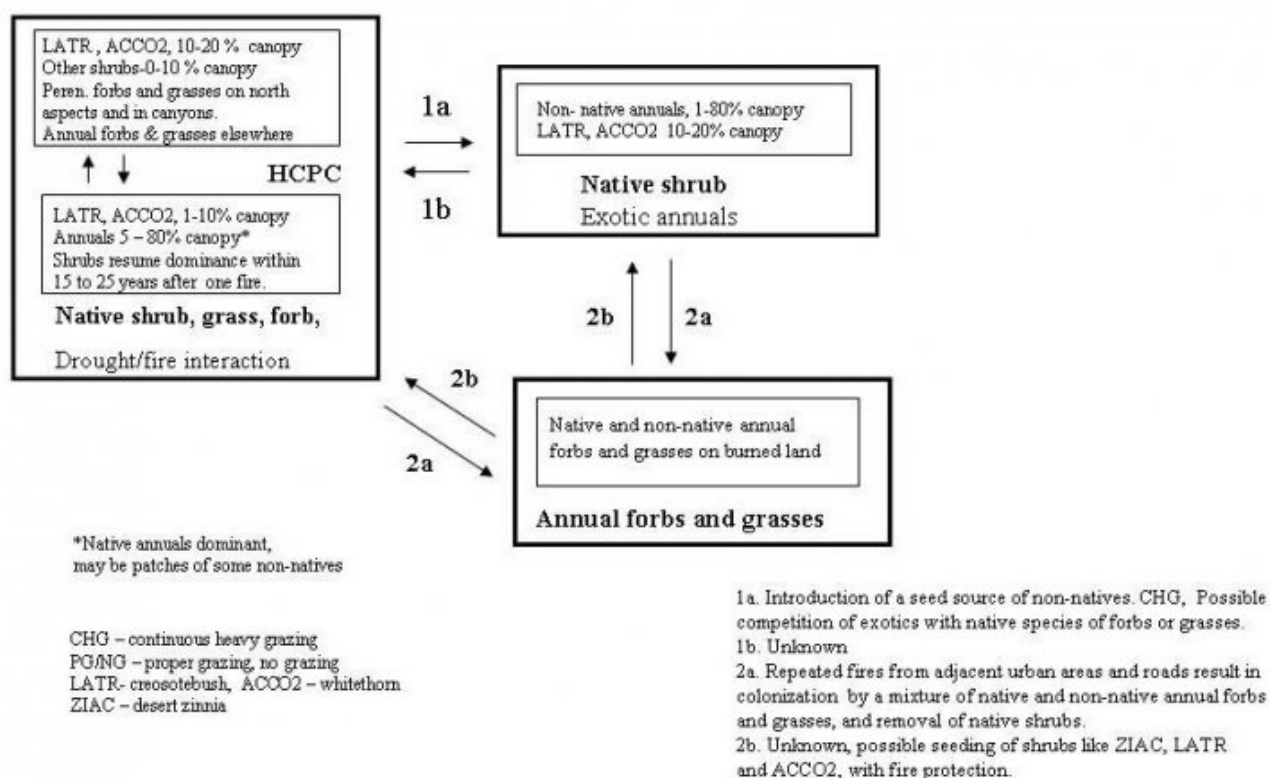 LATR , ACCO2, 10-20 % canopy
Other shrubs-0-10 % canopy
Peren. forbs and grasses on north
aspects and in canyons.
Annual forbs & grasses elsewhere
HCPC
LATR, ACCO2, 1-10% canopy
Annuals 5 – 80% canopy*
Shrubs resume dominance within
15 to 25 years after one fire.
Native shrub, grass, forb,
Drought/fire interaction
1a
1b
Non- native annuals, 1-80% canopy
LATR, ACCO2 10-20% canopy
Native shrub
Exotic annuals
2b
2a
2b
2a
Native and non-native annual
forbs and grasses on burned land
Annual forbs and grasses
*Native annuals dominant,
may be patches of some non-natives
CHG – continuous heavy grazing
PG/NG – proper grazing, no grazing
LATR- creosotebush, ACCO2 – whitethorn
ZIAC – desert zinnia
1a. Introduction of a seed source of non-natives. CHG, Possible
competition of exotics with native species of forbs or grasses.
1b. Unknown
2a. Repeated fires from adjacent urban areas and roads result in
colonization by a mixture of native and non-native annual forbs
and grasses, and removal of native shrubs.
2b. Unknown, possible seeding of shrubs like ZIAC, LATR
and ACCO2, with fire protection.